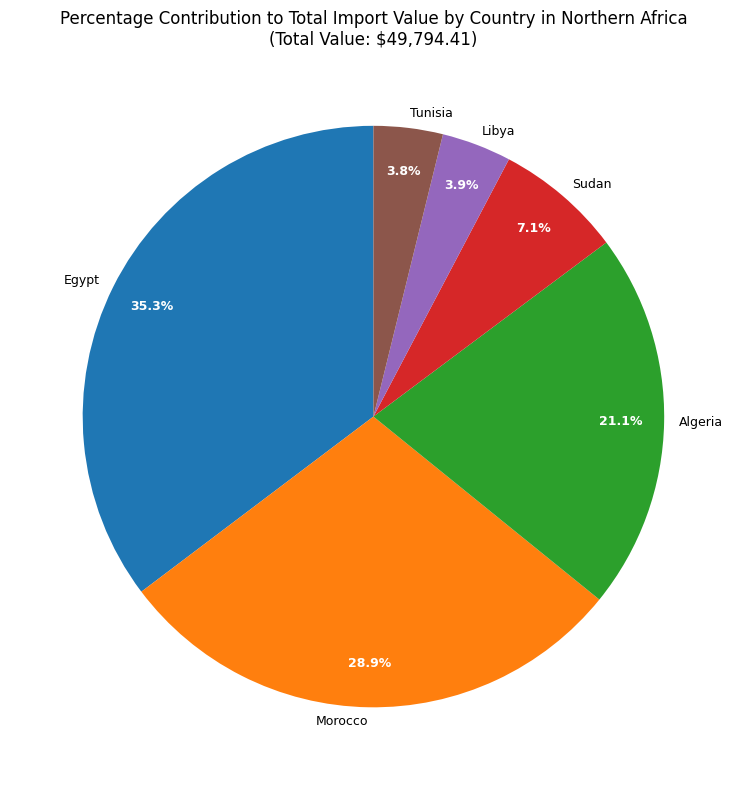 Percentage Contribution to Total Import Value by Country in Northern Africa
(Total Value: $49,794.41)
Tunisia
Libya
3.8%
3.9%
Sudan
7.1%
Egypt
35.3%
21.1%
Algeria
28.9%
Morocco